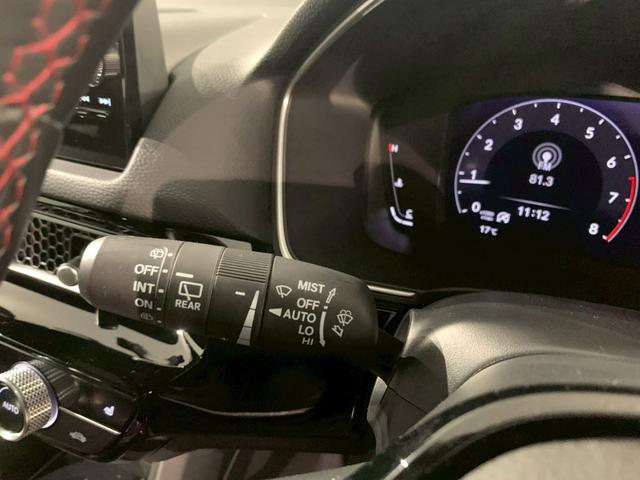 H
C
0
1
2
3
4
5
6
7
8
FM
81.3
11:12
17°C
OFF
INT
ON
REAR
MIST
OFF
AUTO
LO
HI
AUTO